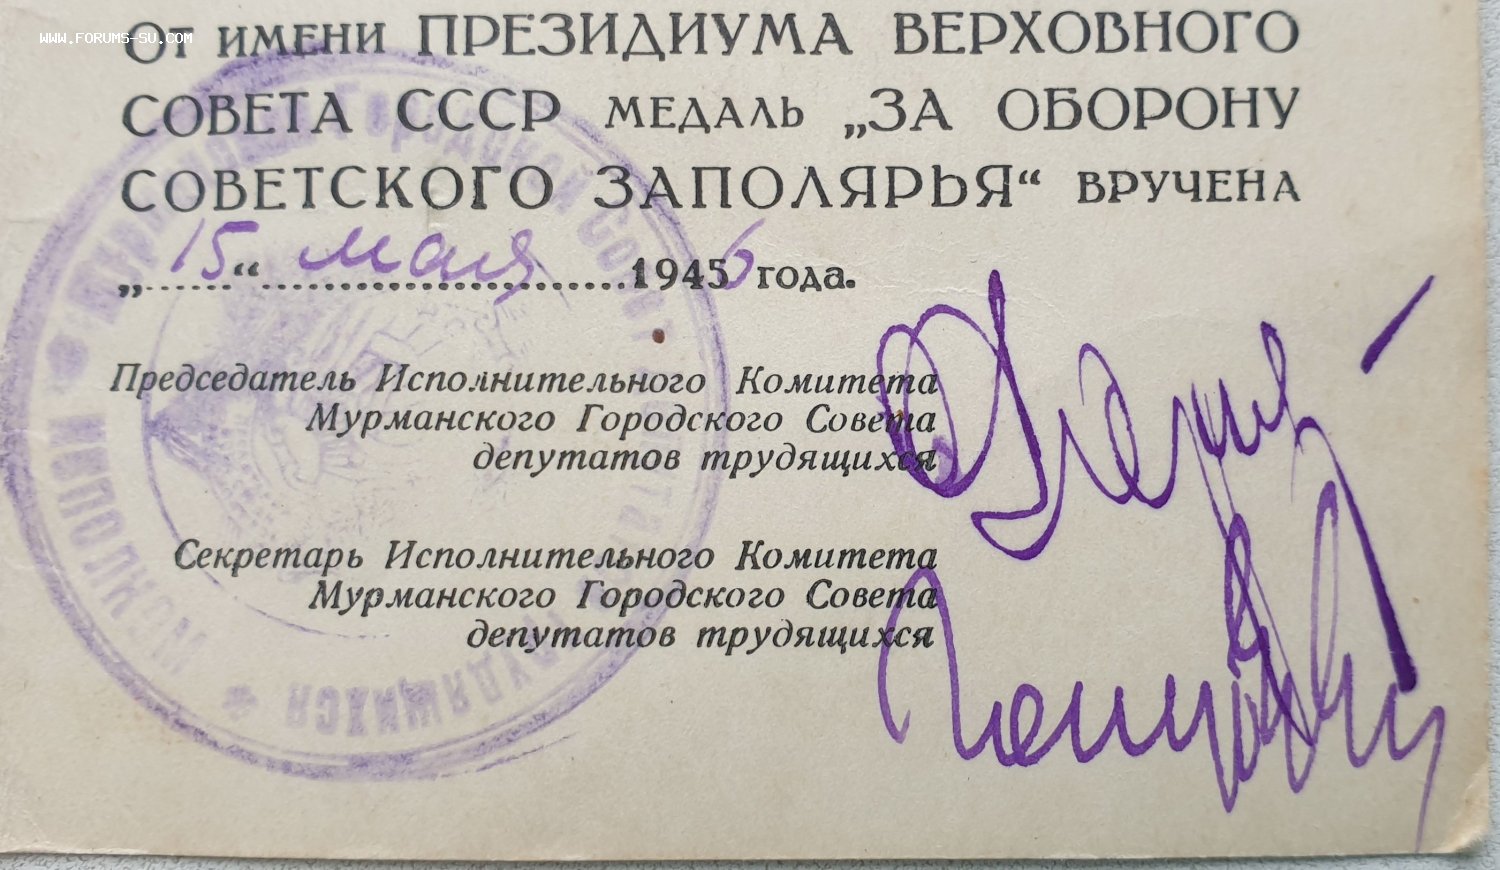 www.forums-su.com
От имени ПРЕЗИДИУМА ВЕРХОВНОГО
СОВЕТА СССР медаль „ЗА ОБОРОНУ
СОВЕТСКОГО ЗАПОЛЯРЬЯ“ вручена
„15“ мая 19456 года.
Председатель Исполнительного Комитета
Мурманского Городского Совета
депутатов трудящихся
Секретарь Исполнительного Комитета
Мурманского Городского Совета
депутатов трудящихся